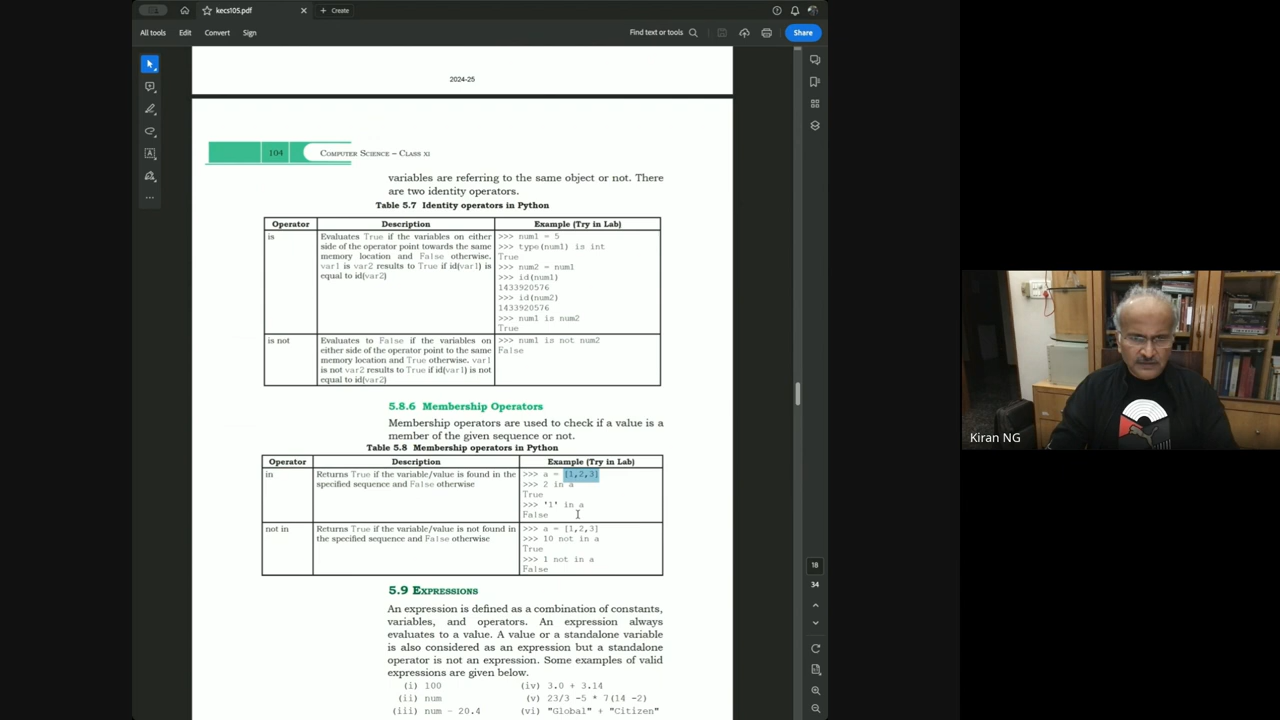 kecs105.pdf
Create
All tools
Edit
Convert
Sign
Find text or tools
Share
2024-25
104
Computer Science – Class XI
variables are referring to the same object or not. There
are two identity operators.
Table 5.7 Identity operators in Python
Operator
Description
Example (Try in Lab)
is
Evaluates True if the variables on either
side of the operator point towards the same
memory location and False otherwise.
var1 is var2 results to True if id(var1) is
equal to id(var2)
>>> num1 = 5
>>> type(num1) is int
True
>>> num2 = num1
>>> id(num1)
1433920576
>>> id(num2)
1433920576
>>> num1 is num2
True
is not
Evaluates to False if the variables on
either side of the operator point to the same
memory location and True otherwise. var1
is not var2 results to True if id(var1) is not
equal to id(var2)
>>> num1 is not num2
False
5.8.6 Membership Operators
Membership operators are used to check if a value is a
member of the given sequence or not.
Table 5.8 Membership operators in Python
Operator
Description
Example (Try in Lab)
in
Returns True if the variable/value is found in the
specified sequence and False otherwise
>>> a = [1,2,3]
>>> 2 in a
True
>>> '1' in a
False
not in
Returns True if the variable/value is not found in
the specified sequence and False otherwise
>>> a = [1,2,3]
>>> 10 not in a
True
>>> 1 not in a
False
5.9 Expressions
An expression is defined as a combination of constants,
variables, and operators. An expression always
evaluates to a value. A value or a standalone variable
is also considered as an expression but a standalone
operator is not an expression. Some examples of valid
expressions are given below.
(i) 100
(iv) 3.0 + 3.14
(ii) num
(v) 23/3 -5 * 7(14 -2)
(iii) num – 20.4
(vi) "Global" + "Citizen"
18
34
Kiran NG